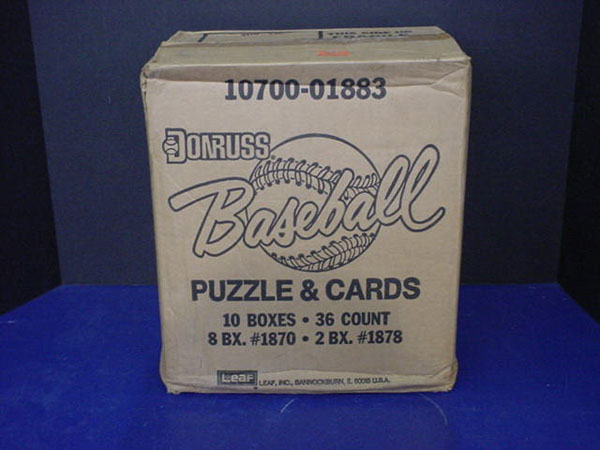 10700-01883
DONRUSS
Baseball
PUZZLE & CARDS
10 BOXES • 36 COUNT
8 BX. #1870 • 2 BX. #1878
Leaf LEAF, INC., BANNOCKBURN, IL 60015 U.S.A.